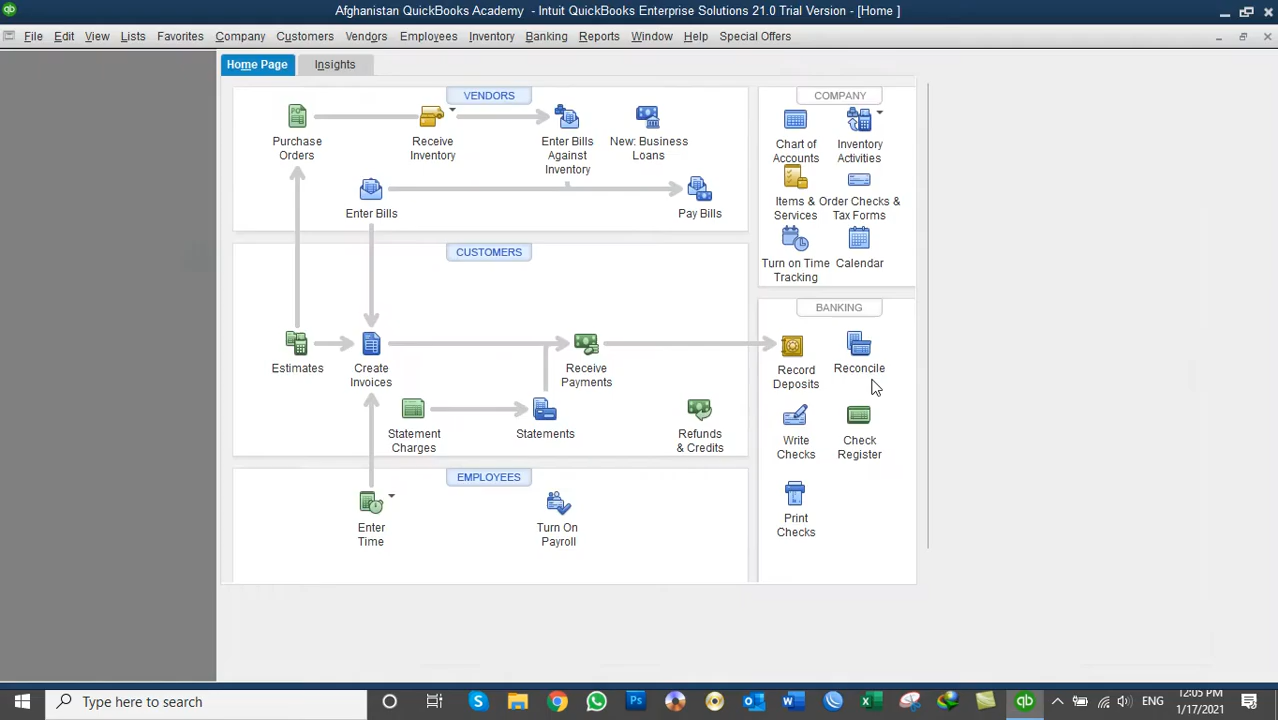 Afghanistan QuickBooks Academy - Intuit QuickBooks Enterprise Solutions 21.0 Trial Version - [Home ]
File Edit View Lists Favorites Company Customers Vendors Employees Inventory Banking Reports Window Help Special Offers
Home Page Insights
VENDORS
Purchase Orders
Receive Inventory
Enter Bills Against Inventory
New: Business Loans
Enter Bills
Pay Bills
CUSTOMERS
Estimates
Create Invoices
Receive Payments
Statement Charges
Statements
Refunds & Credits
EMPLOYEES
Enter Time
Turn On Payroll
COMPANY
Chart of Accounts
Inventory Activities
Items & Services
Order Checks & Tax Forms
Turn on Time Tracking
Calendar
BANKING
Record Deposits
Reconcile
Write Checks
Check Register
Print Checks
Type here to search
ENG
12:05 PM
1/17/2021